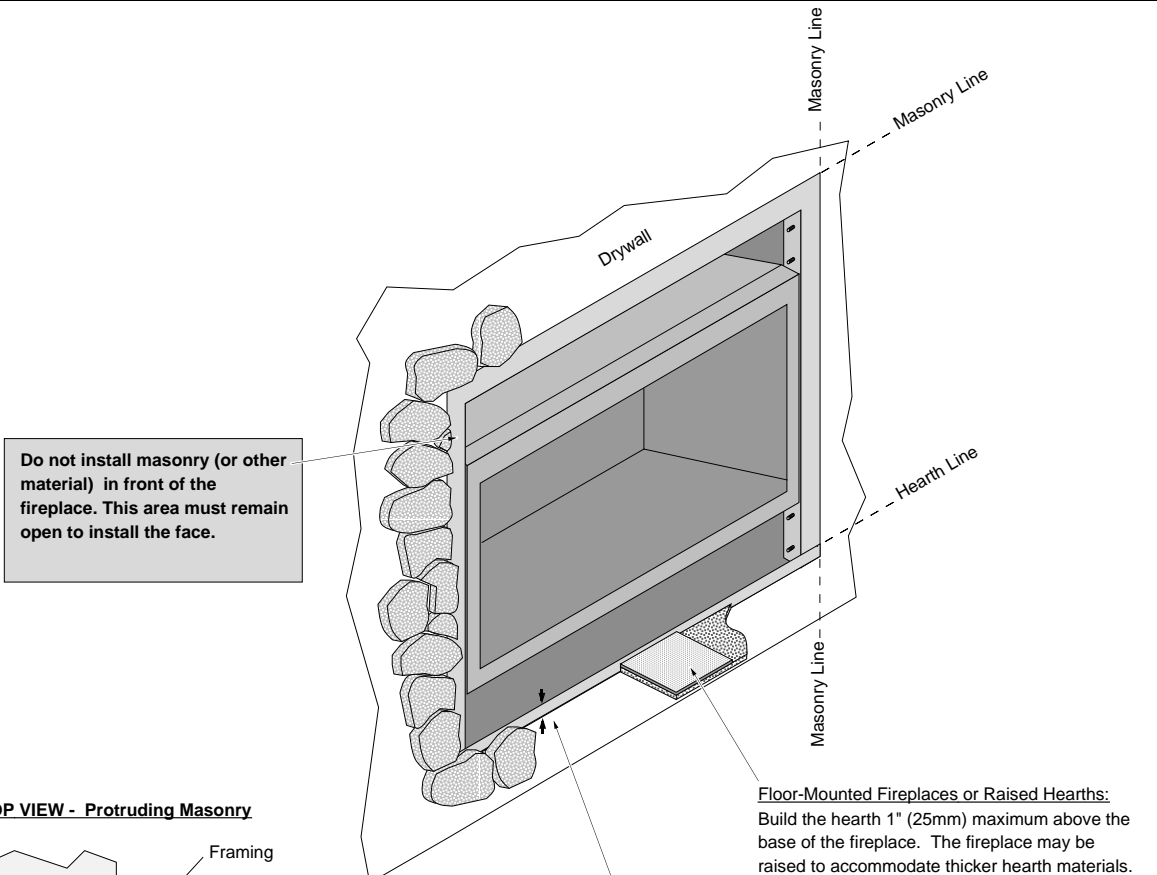 Masonry Line
Masonry Line
Drywall
Do not install masonry (or other
material) in front of the
fireplace. This area must remain
open to install the face.
Hearth Line
Masonry Line
Floor-Mounted Fireplaces or Raised Hearths:
Build the hearth 1" (25mm) maximum above the
base of the fireplace. The fireplace may be
raised to accommodate thicker hearth materials.
OP VIEW - Protruding Masonry
Framing